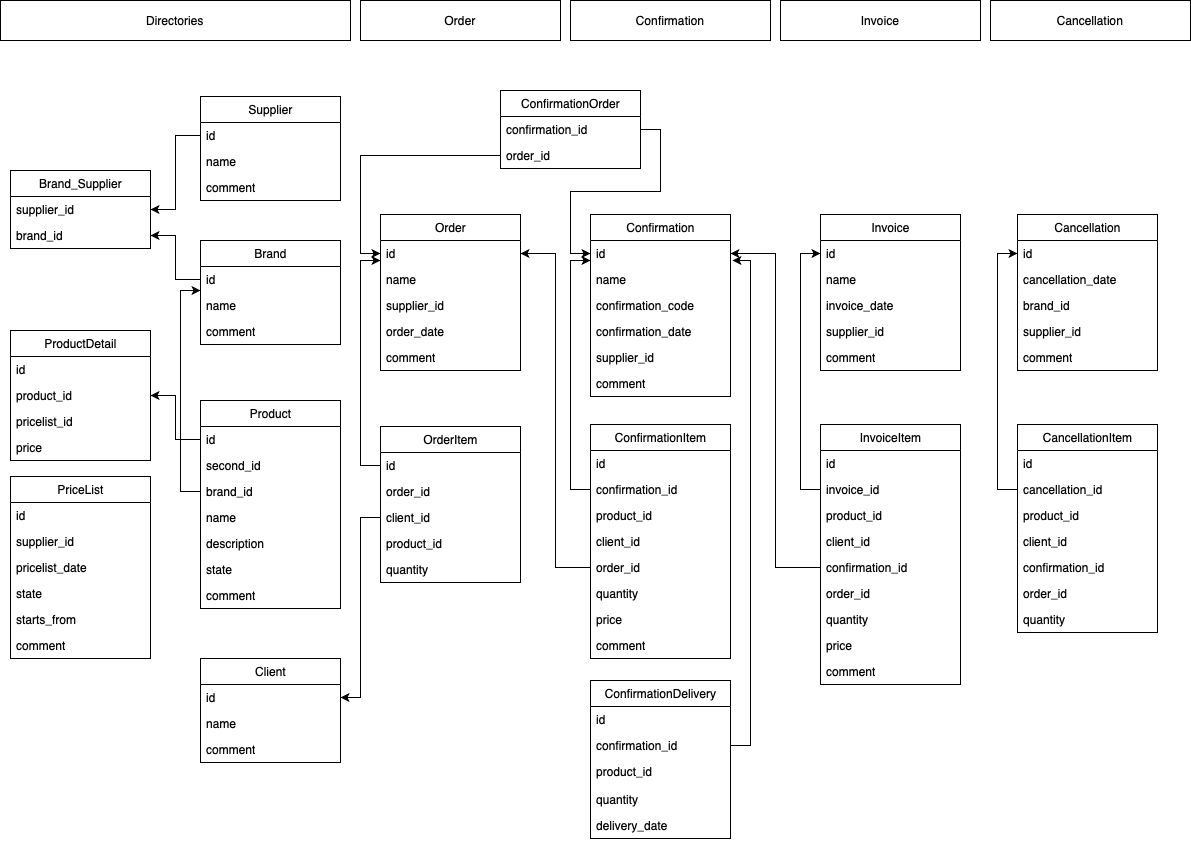 Directories
Order
Confirmation
Invoice
Cancellation
Supplier
id
name
comment
ConfirmationOrder
confirmation_id
order_id
Brand_Supplier
supplier_id
brand_id
Brand
id
name
comment
Order
id
name
supplier_id
order_date
comment
Confirmation
id
name
confirmation_code
confirmation_date
supplier_id
comment
Invoice
id
name
invoice_date
supplier_id
comment
Cancellation
id
cancellation_date
brand_id
supplier_id
comment
ProductDetail
id
product_id
pricelist_id
price
Product
id
second_id
brand_id
name
description
state
comment
OrderItem
id
order_id
client_id
product_id
quantity
ConfirmationItem
id
confirmation_id
product_id
client_id
order_id
quantity
price
comment
InvoiceItem
id
invoice_id
product_id
client_id
confirmation_id
order_id
quantity
price
comment
CancellationItem
id
cancellation_id
product_id
client_id
confirmation_id
order_id
quantity
PriceList
id
supplier_id
pricelist_date
state
starts_from
comment
Client
id
name
comment
ConfirmationDelivery
id
confirmation_id
product_id
quantity
delivery_date